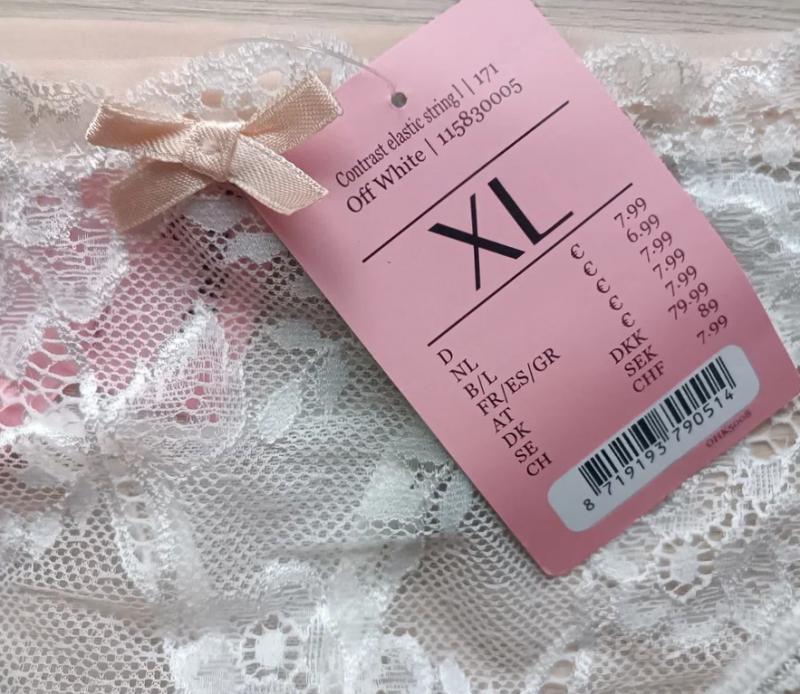 Contrast elastic string l | 171
Off White | 115830005
XL
D € 7.99
NL € 6.99
B/L € 7.99
FR/ES/GR € 7.99
AT € 7.99
DK DKK 79.99
SE SEK 89
CH CHF 7.99
8 719193 790514
OHK5008